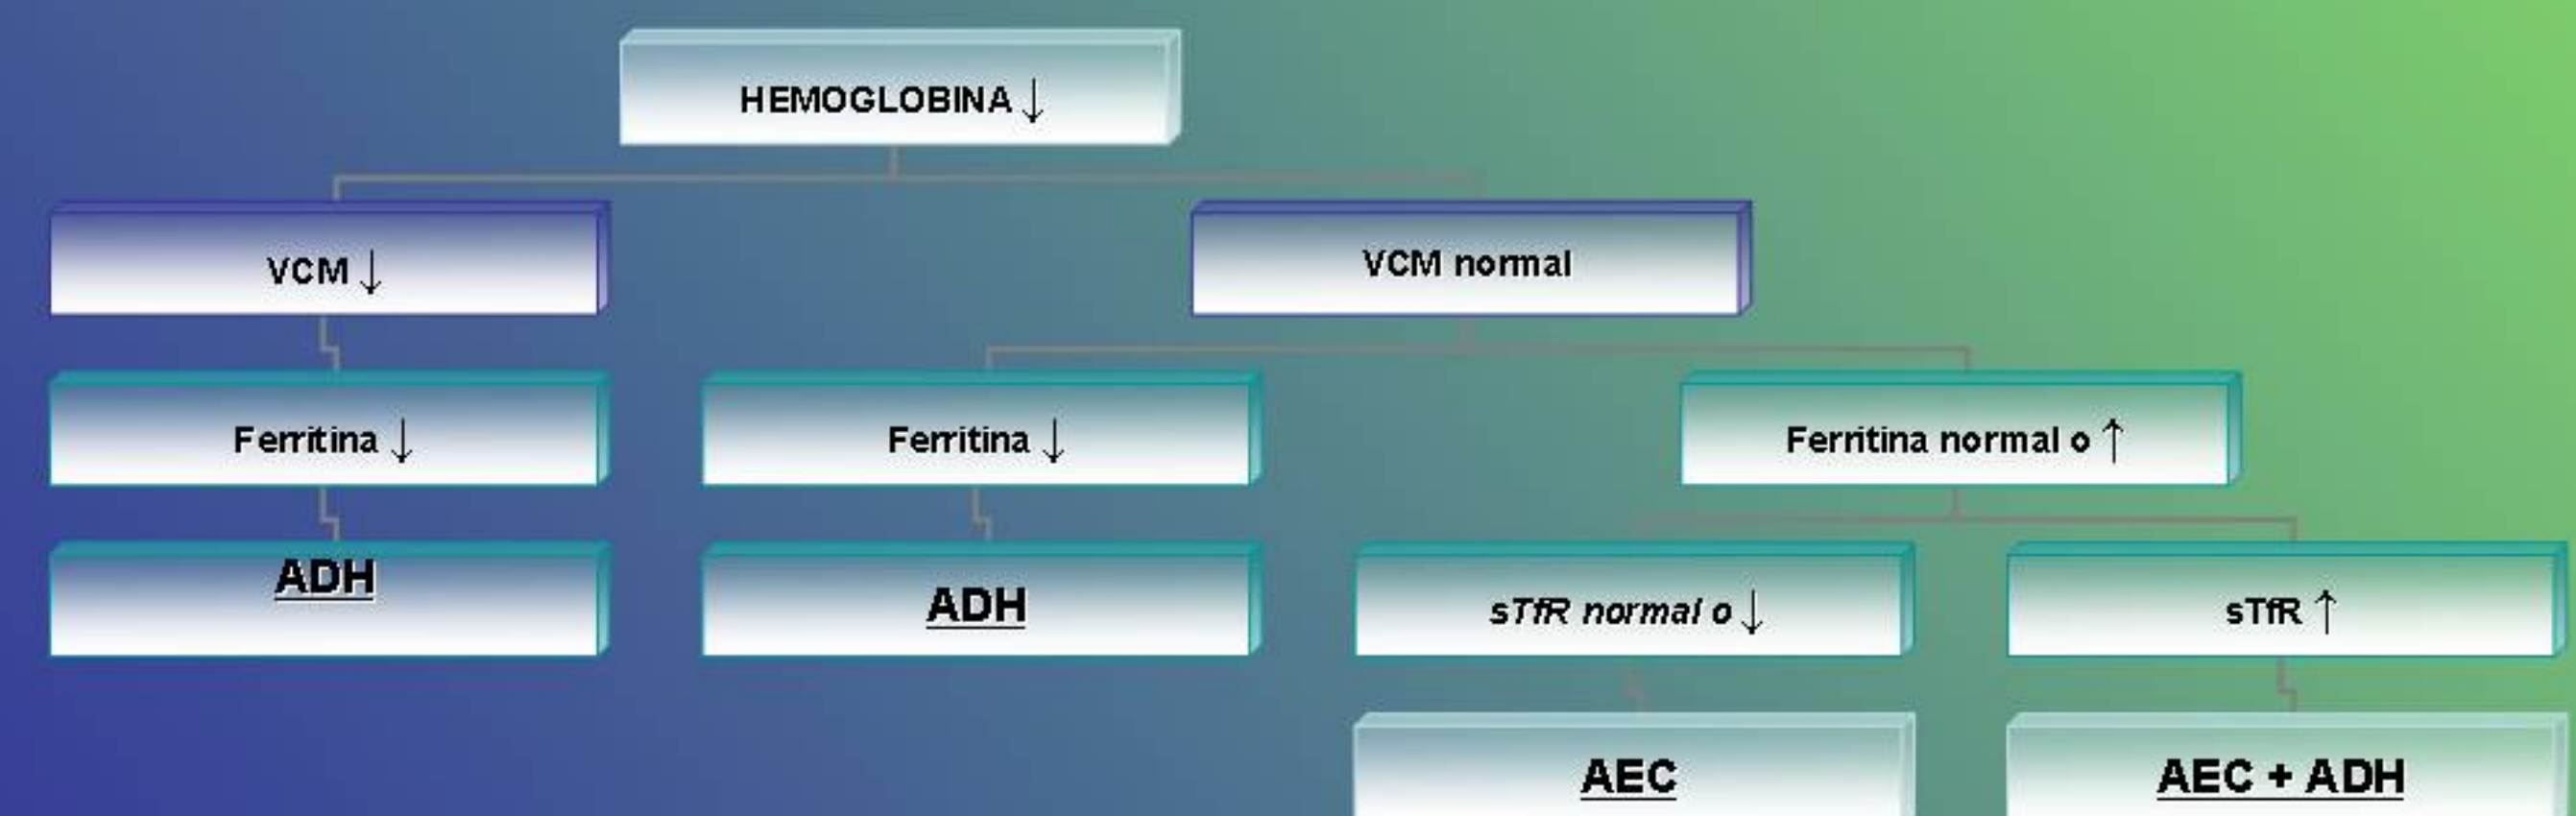 HEMOGLOBINA ↓
VCM ↓
VCM normal
Ferritina ↓
Ferritina ↓
Ferritina normal o ↑
ADH
ADH
sTfR normal o ↓
sTfR ↑
AEC
AEC + ADH